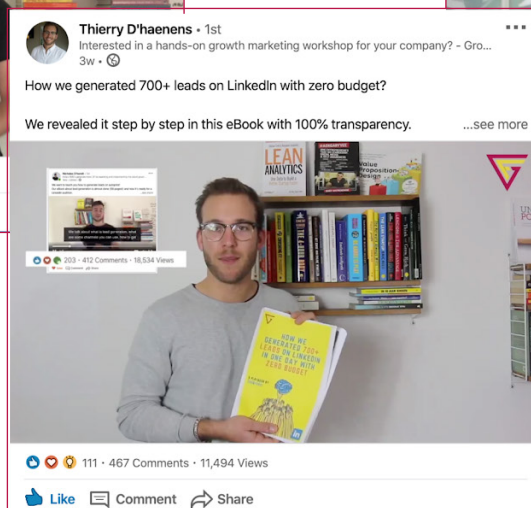 Thierry D'haenens • 1st
Interested in a hands-on growth marketing workshop for your company? - Gro...
3w •
How we generated 700+ leads on LinkedIn with zero budget?
We revealed it step by step in this eBook with 100% transparency. ...see more
LEAN
ANALYTICS
Value
Proposition
Design
203 · 412 Comments · 18,534 Views
HOW WE
GENERATED 750+
LEADS ON LINKEDIN
IN ONE DAY WITH
ZERO BUDGET
in
111 · 467 Comments · 11,494 Views
Like Comment Share